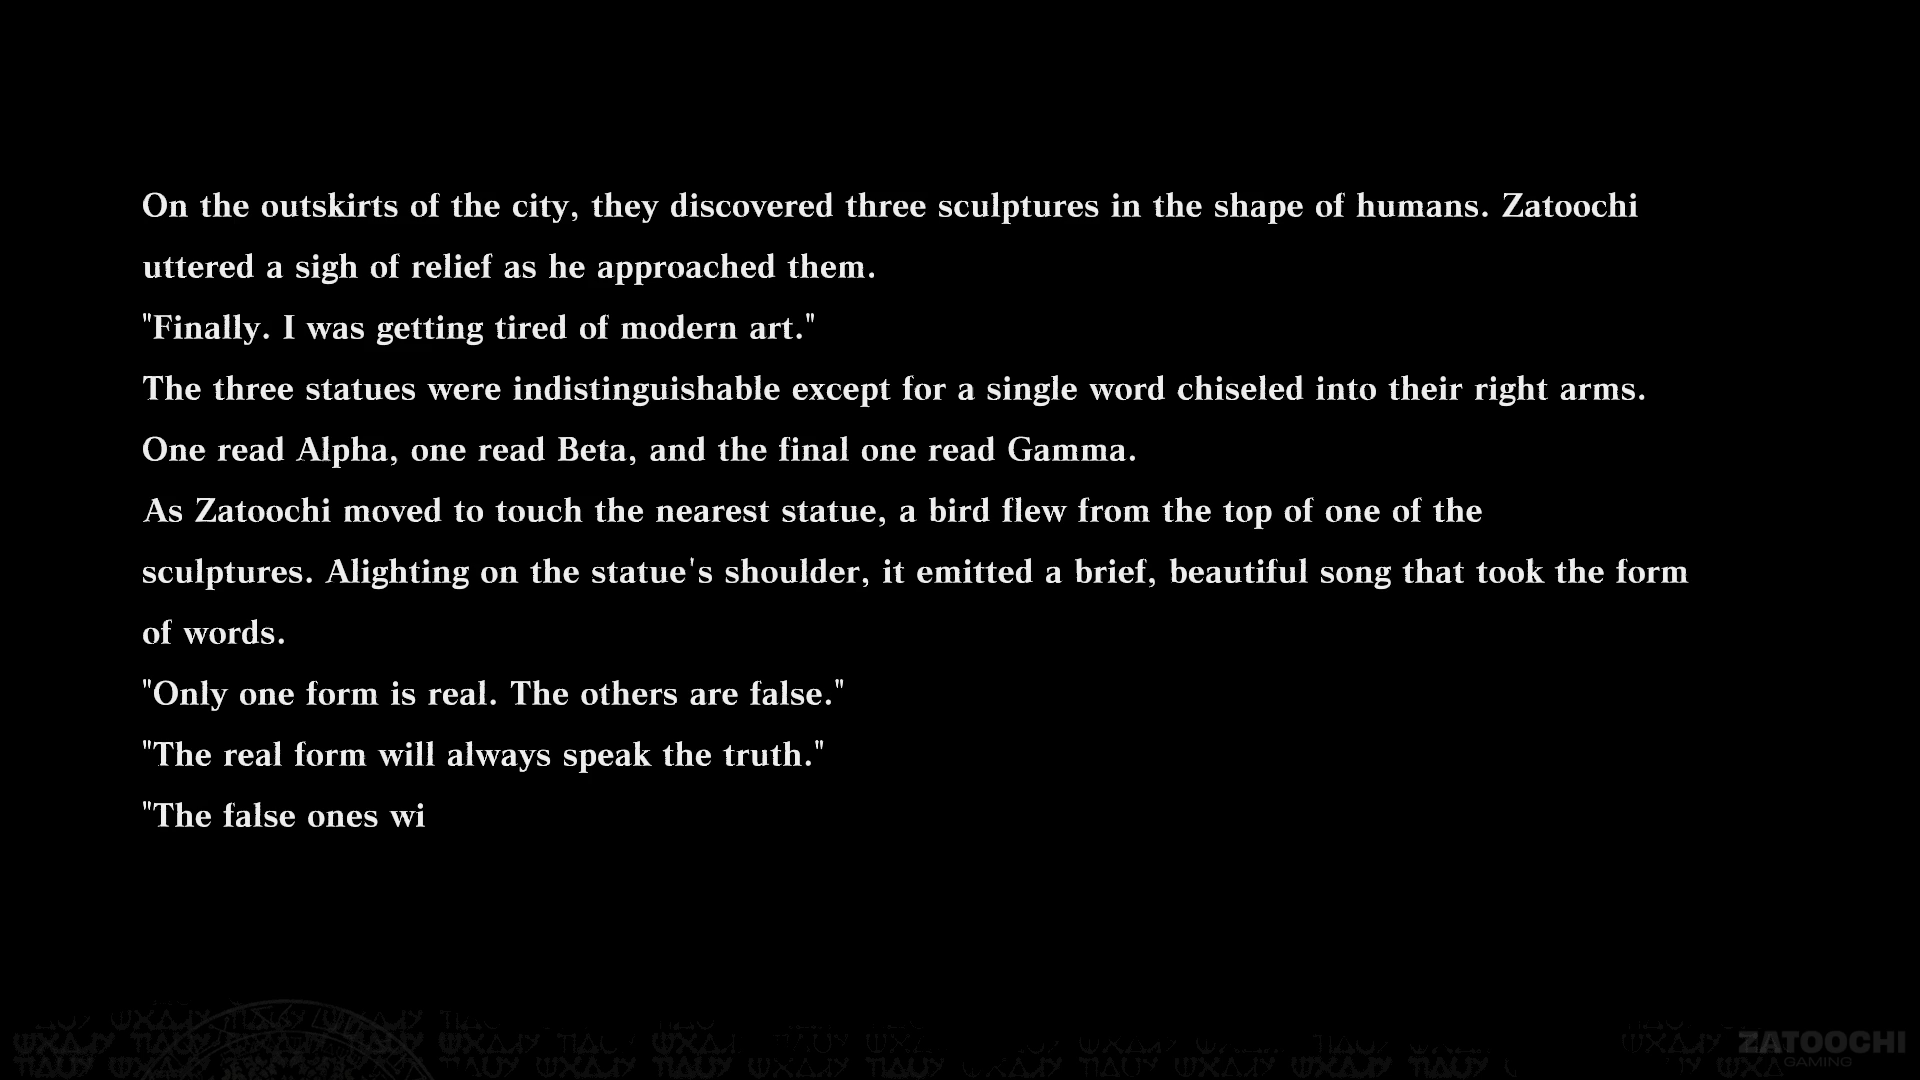 On the outskirts of the city, they discovered three sculptures in the shape of humans. Zatoochi
uttered a sigh of relief as he approached them.
"Finally. I was getting tired of modern art."
The three statues were indistinguishable except for a single word chiseled into their right arms.
One read Alpha, one read Beta, and the final one read Gamma.
As Zatoochi moved to touch the nearest statue, a bird flew from the top of one of the
sculptures. Alighting on the statue's shoulder, it emitted a brief, beautiful song that took the form
of words.
"Only one form is real. The others are false."
"The real form will always speak the truth."
"The false ones wi
ZATOOCHI
GAMING